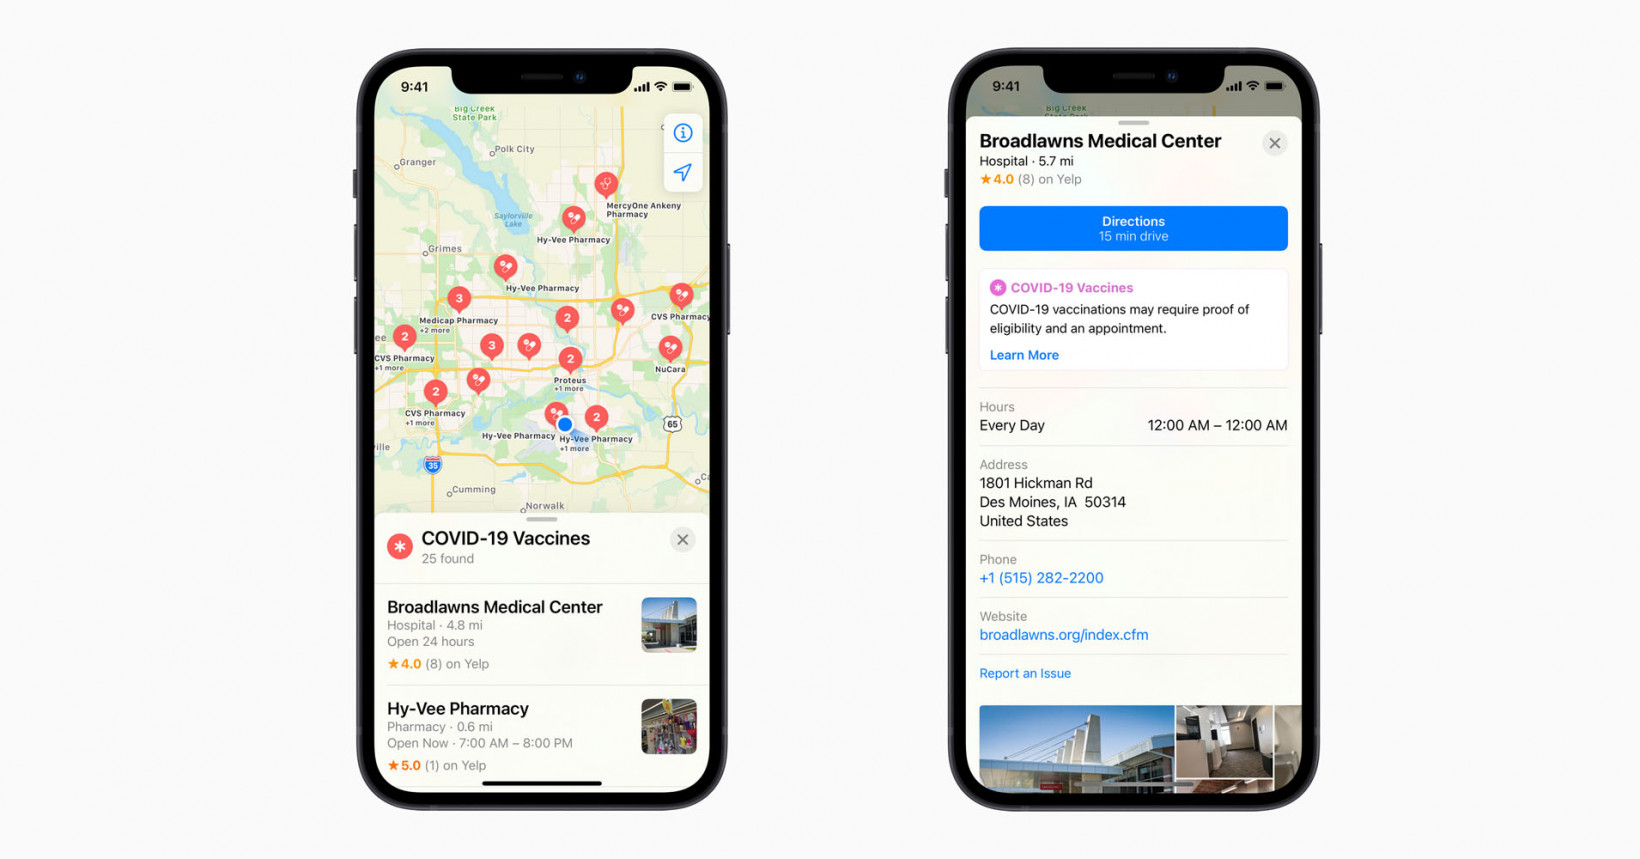 9:41
Big Creek
State Park
Polk City
Granger
MercyOne Ankeny
Pharmacy
Saylorville
Lake
Hy-Vee Pharmacy
Grimes
Hy-Vee Pharmacy
3
Medicap Pharmacy
+2 more
2
CVS Pharmacy
2
CVS Pharmacy
+1 more
3
2
Proteus
+1 more
NuCara
2
CVS Pharmacy
+1 more
2
Hy-Vee Pharmacy
Hy-Vee Pharmacy
+1 more
65
35
Cumming
Norwalk
COVID-19 Vaccines
25 found
Broadlawns Medical Center
Hospital · 4.8 mi
Open 24 hours
★4.0 (8) on Yelp
Hy-Vee Pharmacy
Pharmacy · 0.6 mi
Open Now · 7:00 AM – 8:00 PM
★5.0 (1) on Yelp
9:41
Big Creek
State Park
Broadlawns Medical Center
Hospital · 5.7 mi
★4.0 (8) on Yelp
Directions
15 min drive
COVID-19 Vaccines
COVID-19 vaccinations may require proof of
eligibility and an appointment.
Learn More
Hours
Every Day 12:00 AM – 12:00 AM
Address
1801 Hickman Rd
Des Moines, IA 50314
United States
Phone
+1 (515) 282-2200
Website
broadlawns.org/index.cfm
Report an Issue